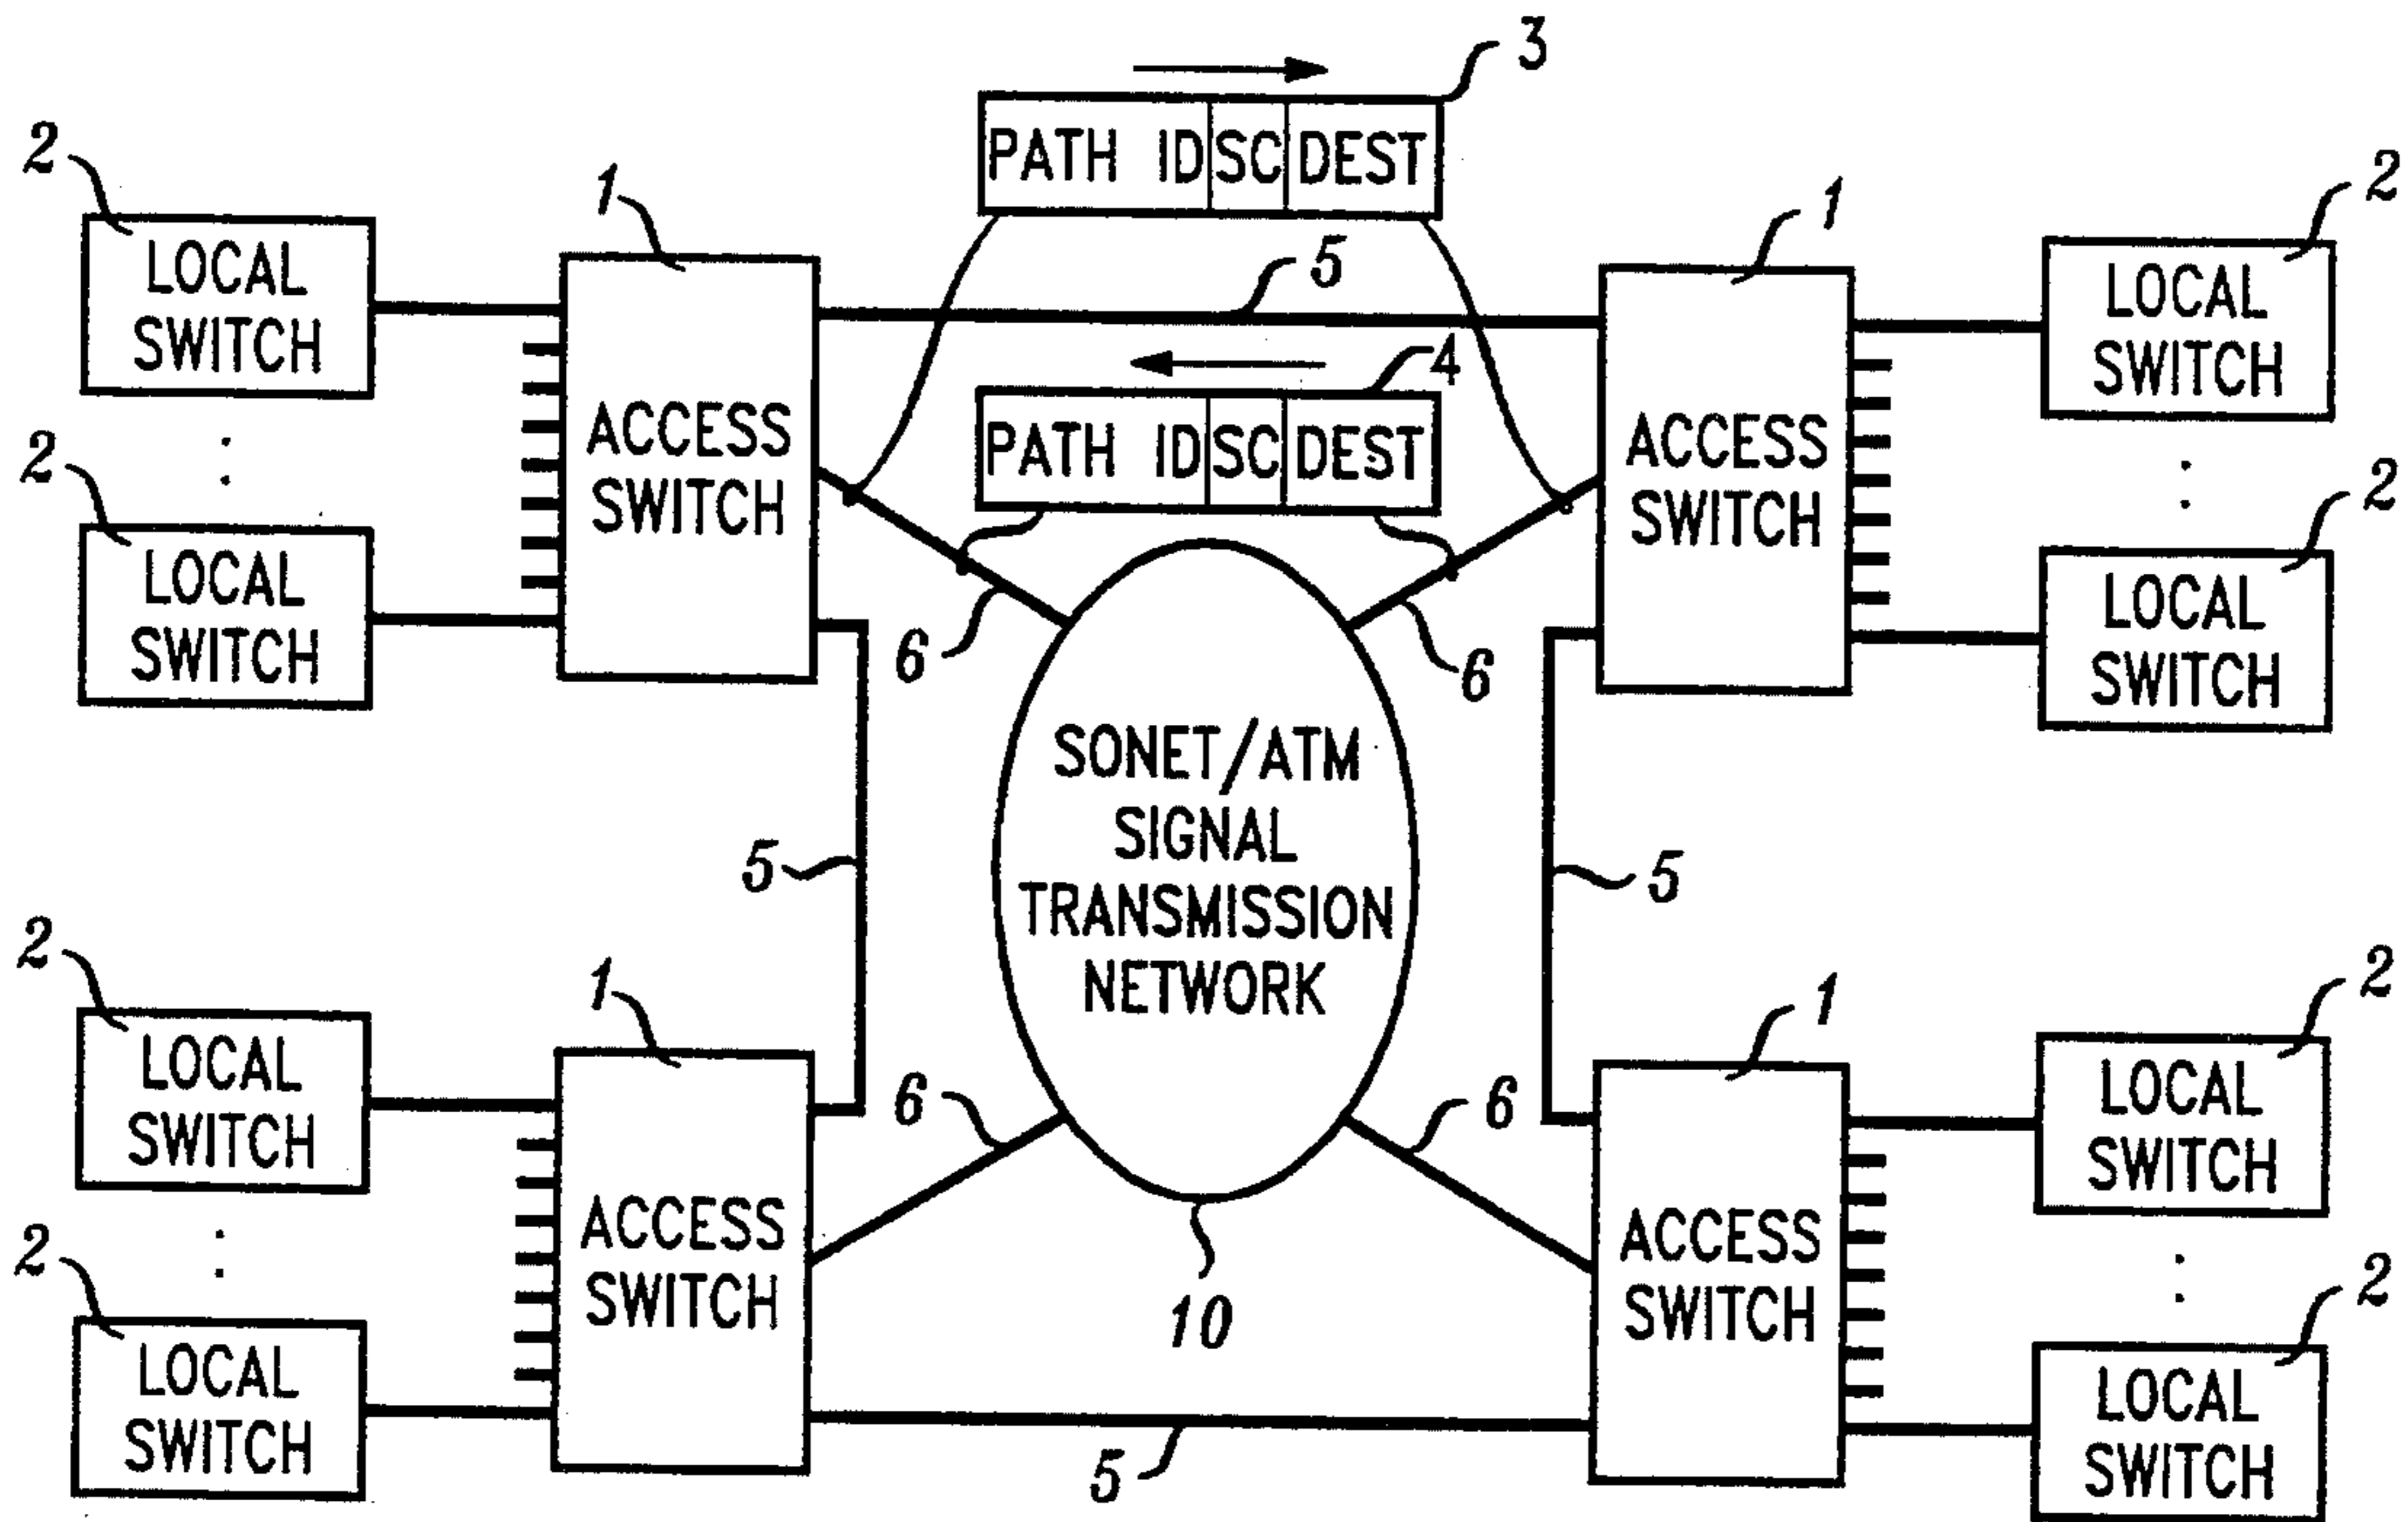 3
PATH ID SC DEST
2
LOCAL
SWITCH
1
ACCESS
SWITCH
5
1
ACCESS
SWITCH
2
LOCAL
SWITCH
4
PATH ID SC DEST
2
LOCAL
SWITCH
6
6
2
LOCAL
SWITCH
SONET/ATM
SIGNAL
TRANSMISSION
NETWORK
10
5
5
2
LOCAL
SWITCH
1
ACCESS
SWITCH
6
6
1
ACCESS
SWITCH
2
LOCAL
SWITCH
2
LOCAL
SWITCH
5
2
LOCAL
SWITCH